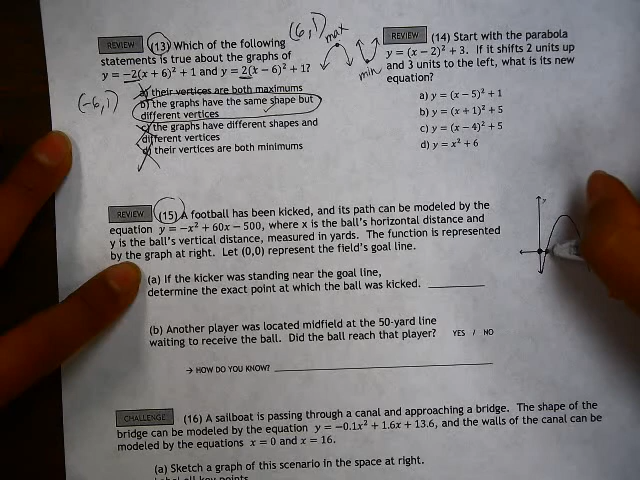 (6,1) max
REVIEW (13) Which of the following
statements is true about the graphs of
y = −2(x + 6)² + 1 and y = 2(x − 6)² + 1?
(-6,1)
a) their vertices are both maximums
b) the graphs have the same shape but
different vertices
c) the graphs have different shapes and
different vertices
d) their vertices are both minimums
min
REVIEW (14) Start with the parabola
y = (x − 2)² + 3. If it shifts 2 units up
and 3 units to the left, what is its new
equation?
a) y = (x − 5)² + 1
b) y = (x + 1)² + 5
c) y = (x − 4)² + 5
d) y = x² + 6
REVIEW (15) A football has been kicked, and its path can be modeled by the
equation y = −x² + 60x − 500, where x is the ball's horizontal distance and
y is the ball's vertical distance, measured in yards. The function is represented
by the graph at right. Let (0,0) represent the field's goal line.
y
(a) If the kicker was standing near the goal line,
determine the exact point at which the ball was kicked.
(b) Another player was located midfield at the 50-yard line
waiting to receive the ball. Did the ball reach that player? YES / NO
→ HOW DO YOU KNOW?
CHALLENGE (16) A sailboat is passing through a canal and approaching a bridge. The shape of the
bridge can be modeled by the equation y = −0.1x² + 1.6x + 13.6, and the walls of the canal can be
modeled by the equations x = 0 and x = 16.
(a) Sketch a graph of this scenario in the space at right.
Label all key points